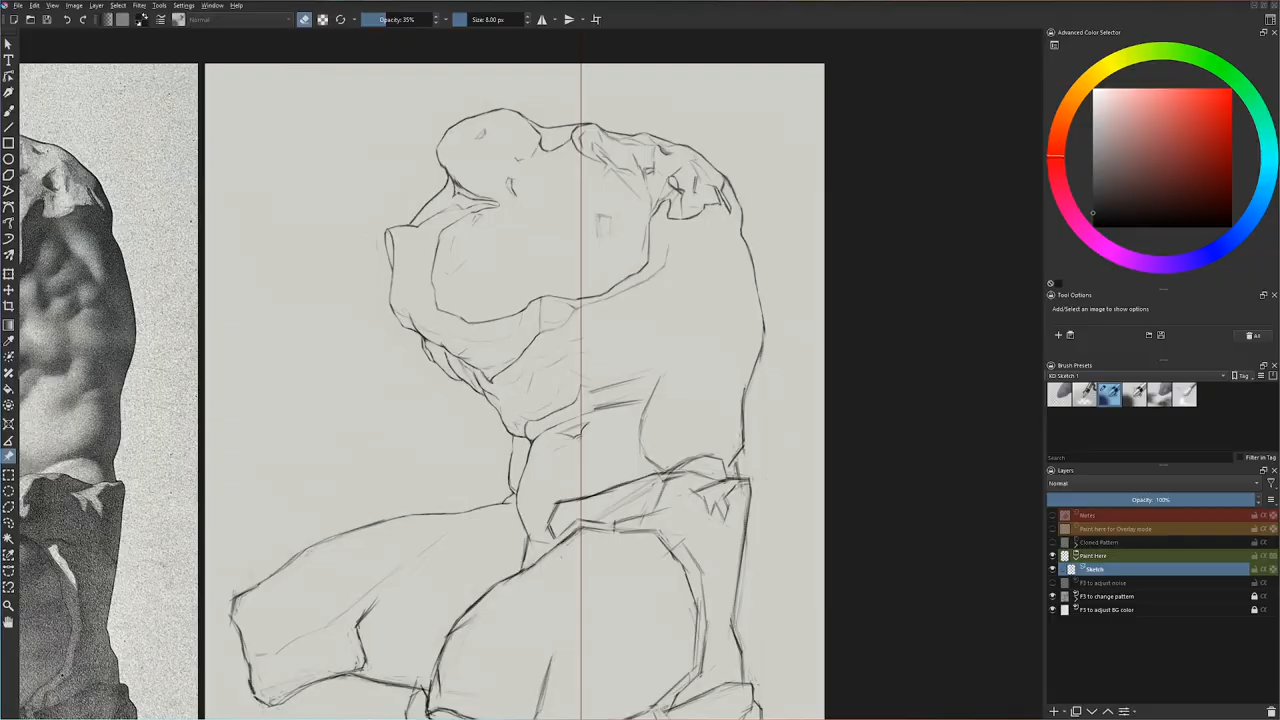 File Edit View Image Layer Select Filter Tools Settings Window Help
Normal
Opacity: 35%
Size: 8.00 px
Advanced Color Selector
Tool Options
Add/Select an image to show options
All
Brush Presets
KD Sketch 1
Tag
Search
Filter in Tag
Layers
Normal
Opacity: 100%
Notes
Paint here for Overlay mode
Cloned Pattern
Paint Here
Sketch
F3 to adjust noise
F3 to change pattern
F3 to adjust BG color